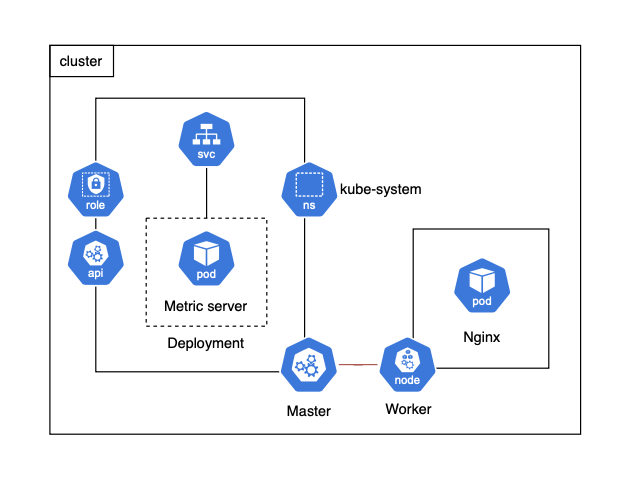 cluster
svc
role
ns
kube-system
api
pod
Metric server
Deployment
pod
Nginx
node
Master
Worker